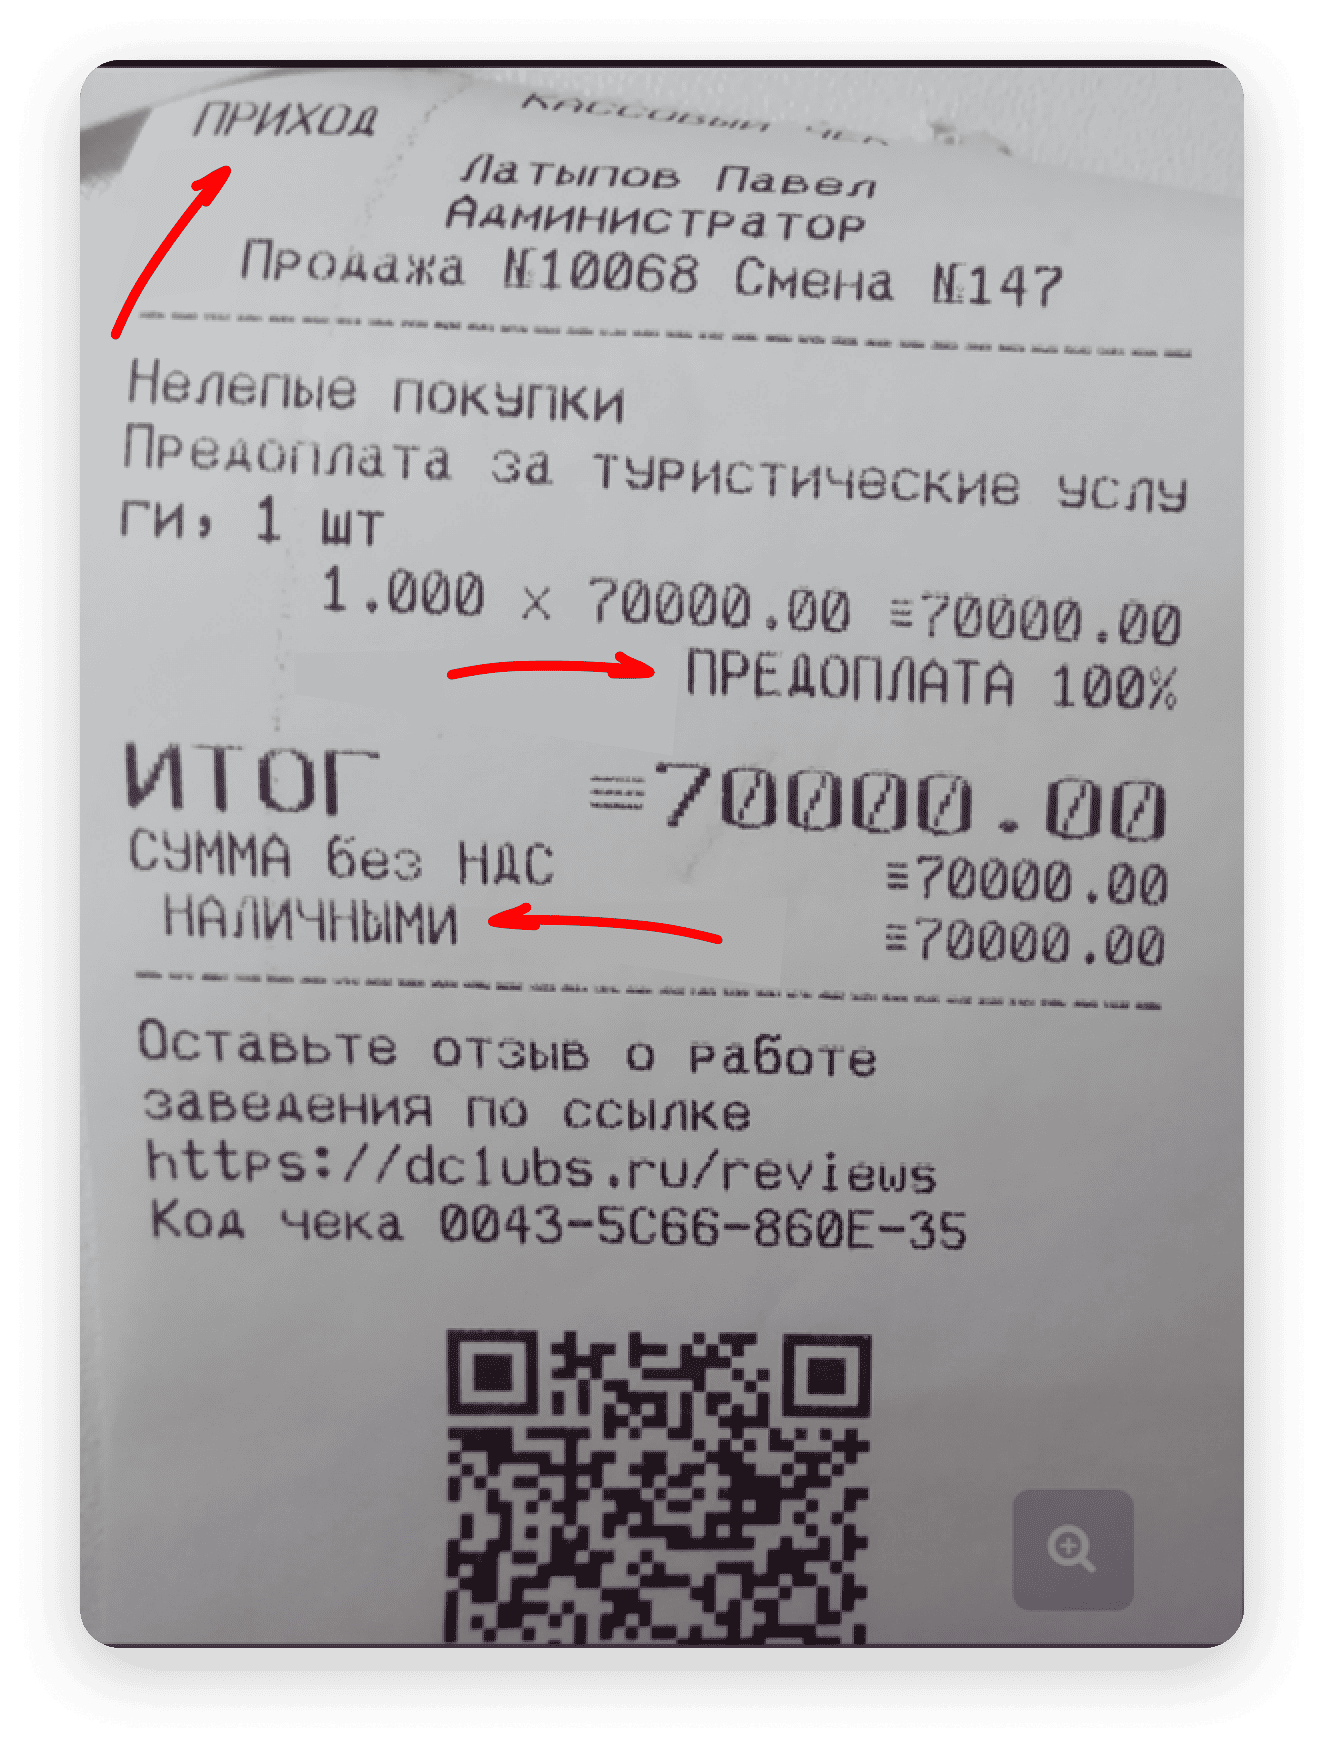 КАССОВЫЙ ЧЕК
ПРИХОД
Латыпов Павел
Администратор
Продажа №10068 Смена №147
Нелепые покупки
Предоплата за туристические услу
ги, 1 шт
1.000 x 70000.00 ≡70000.00
ПРЕДОПЛАТА 100%
ИТОГ ≡70000.00
СУММА без НДС ≡70000.00
НАЛИЧНЫМИ ≡70000.00
Оставьте отзыв о работе
заведения по ссылке
https://dclubs.ru/reviews
Код чека 0043-5C66-860E-35